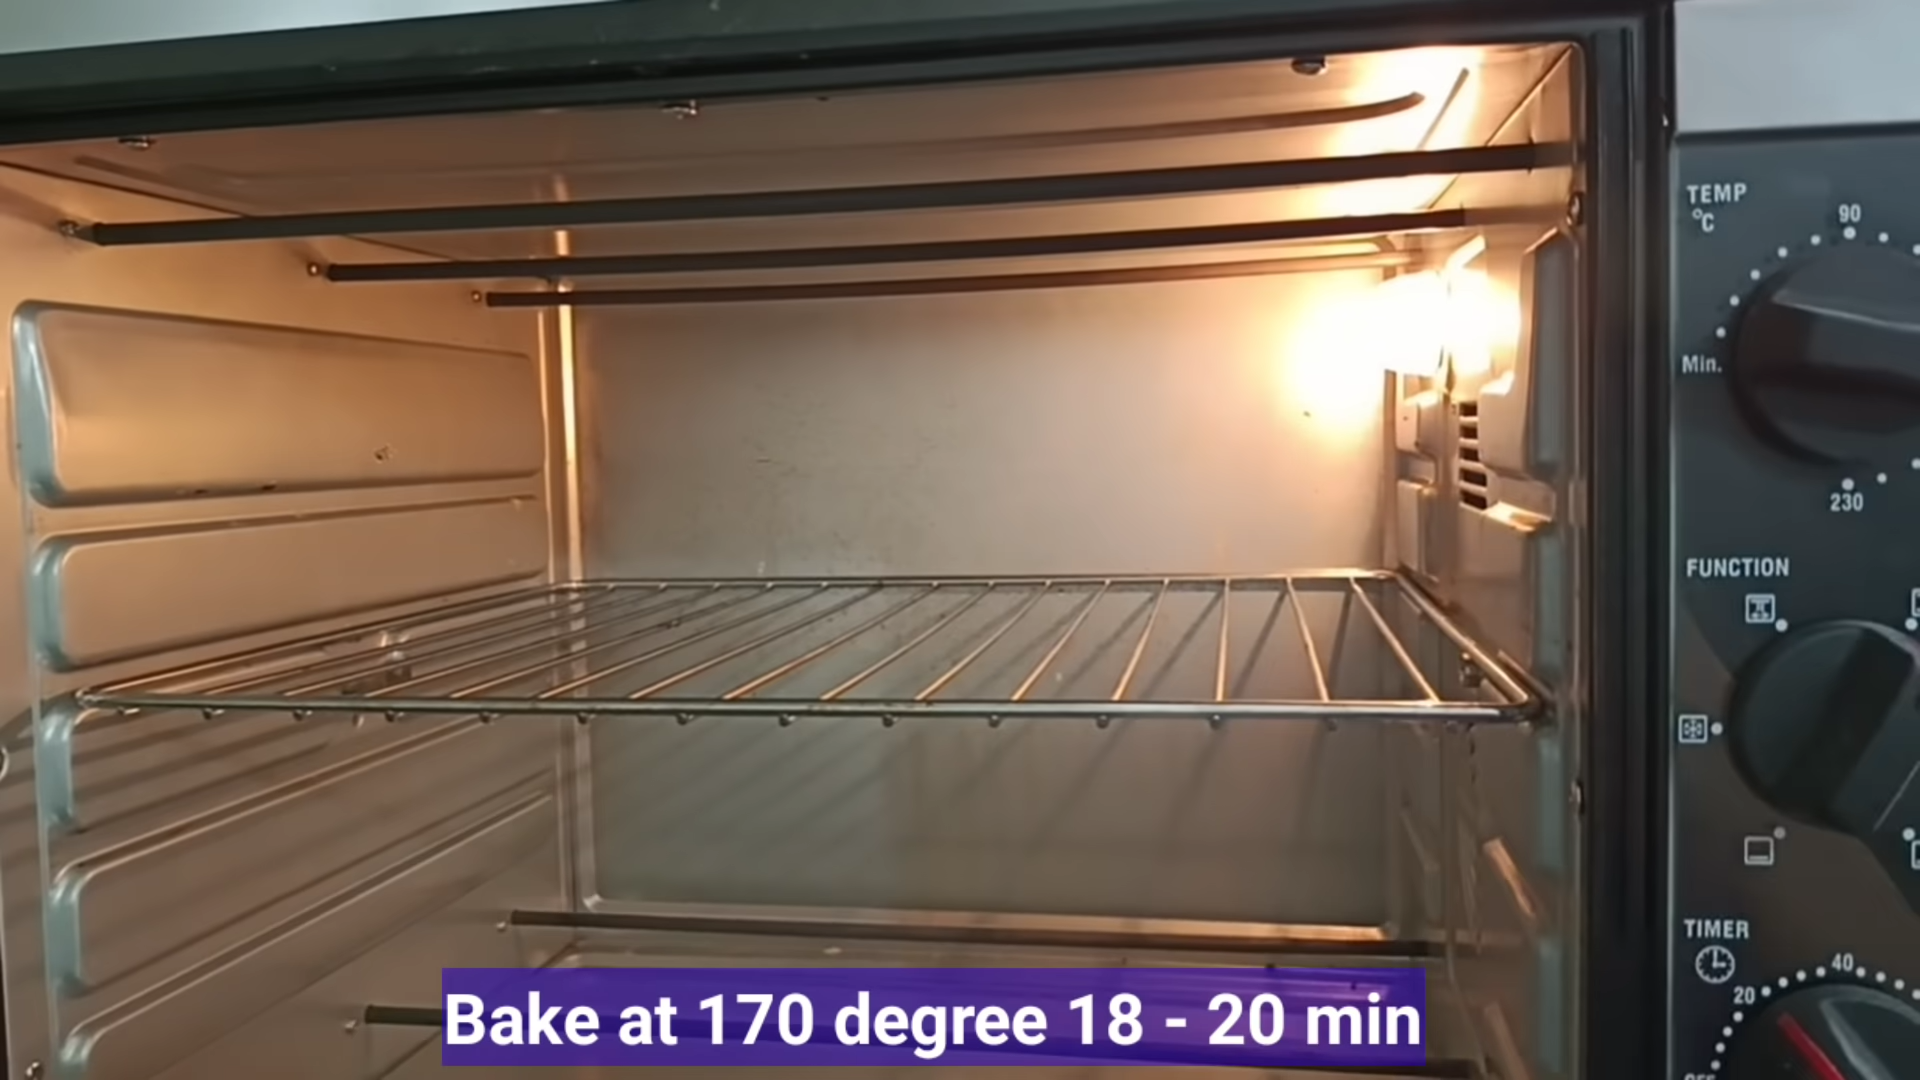 TEMP
°C
90
Min.
230
FUNCTION
TIMER
40
20
Bake at 170 degree 18 - 20 min